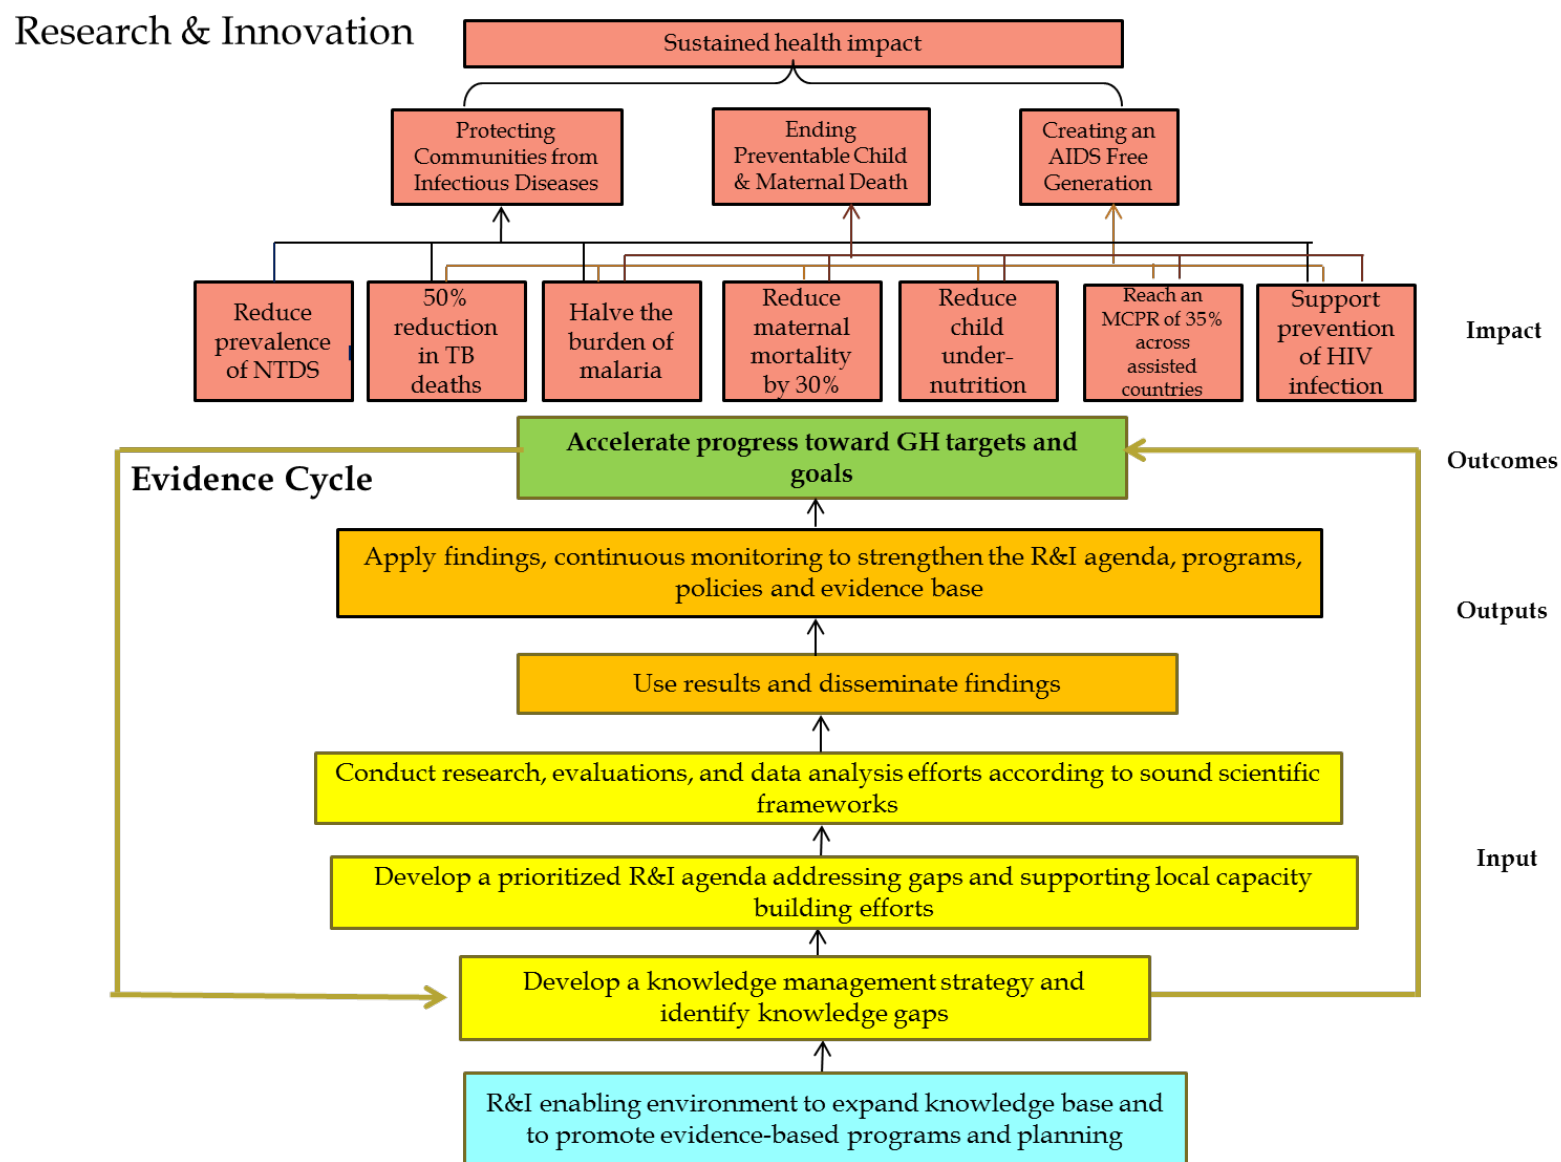 Research & Innovation
Sustained health impact
Protecting
Communities from
Infectious Diseases
Ending
Preventable Child
& Maternal Death
Creating an
AIDS Free
Generation
Reduce
prevalence
of NTDS
50%
reduction
in TB
deaths
Halve the
burden of
malaria
Reduce
maternal
mortality
by 30%
Reduce
child
under-
nutrition
Reach an
MCPR of 35%
across
assisted
countries
Support
prevention
of HIV
infection
Impact
Accelerate progress toward GH targets and
goals
Outcomes
Evidence Cycle
Apply findings, continuous monitoring to strengthen the R&I agenda, programs,
policies and evidence base
Outputs
Use results and disseminate findings
Conduct research, evaluations, and data analysis efforts according to sound scientific
frameworks
Input
Develop a prioritized R&I agenda addressing gaps and supporting local capacity
building efforts
Develop a knowledge management strategy and
identify knowledge gaps
R&I enabling environment to expand knowledge base and
to promote evidence-based programs and planning